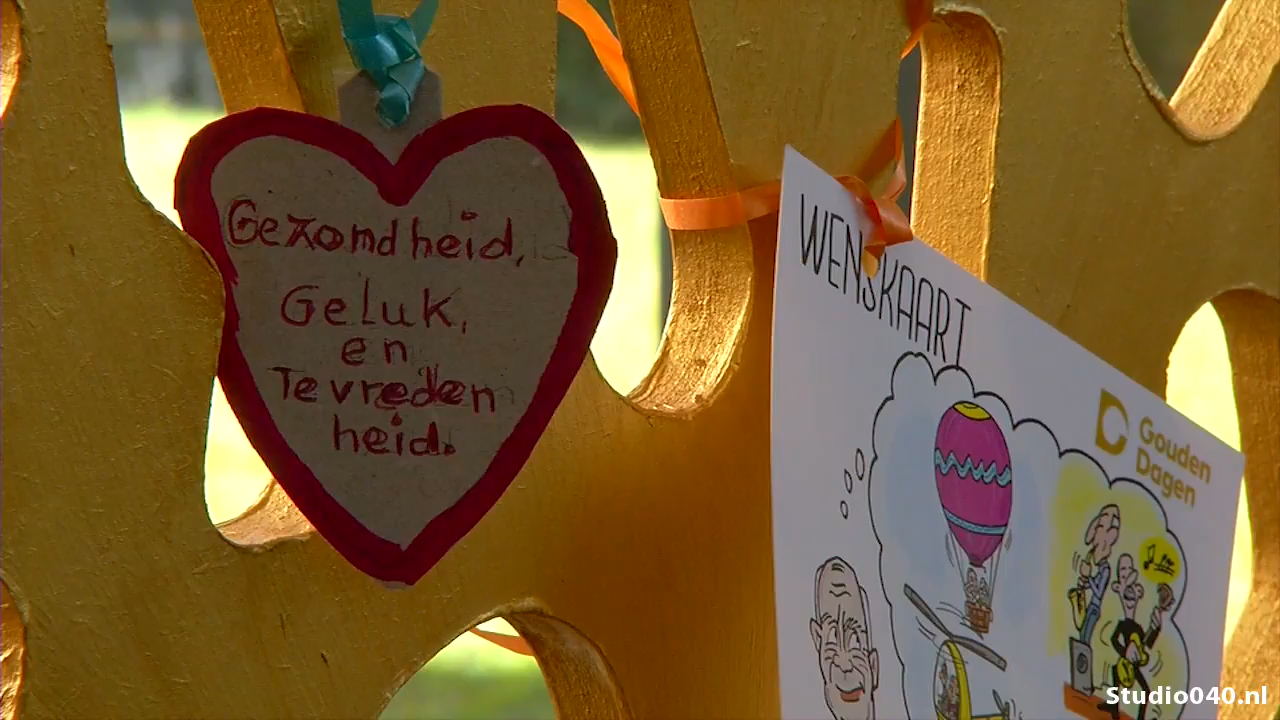 Gezondheid,
Geluk,
en
Tevreden
heid.
WENSKAART
Gouden
Dagen
Studio040.nl